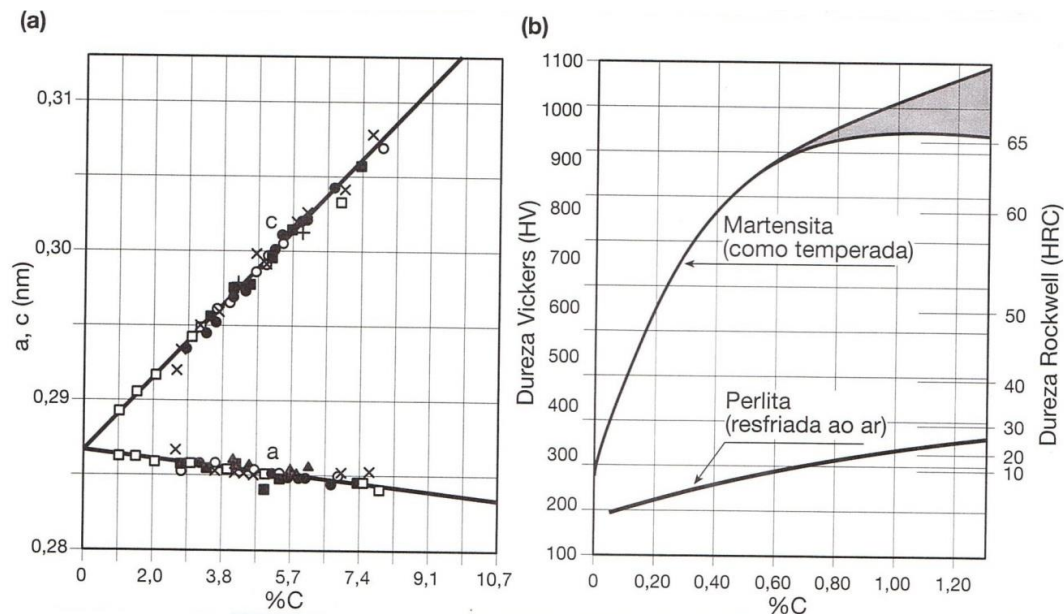 (a)
0,31
0,30
0,29
0,28
a, c (nm)
c
a
0
2,0
3,8
5,7
7,4
9,1
10,7
%C
(b)
1100
1000
900
800
700
600
500
400
300
200
100
Dureza Vickers (HV)
Martensita
(como temperada)
Perlita
(resfriada ao ar)
65
60
50
40
30
20
10
Dureza Rockwell (HRC)
0
0,20
0,40
0,60
0,80
1,00
1,20
%C